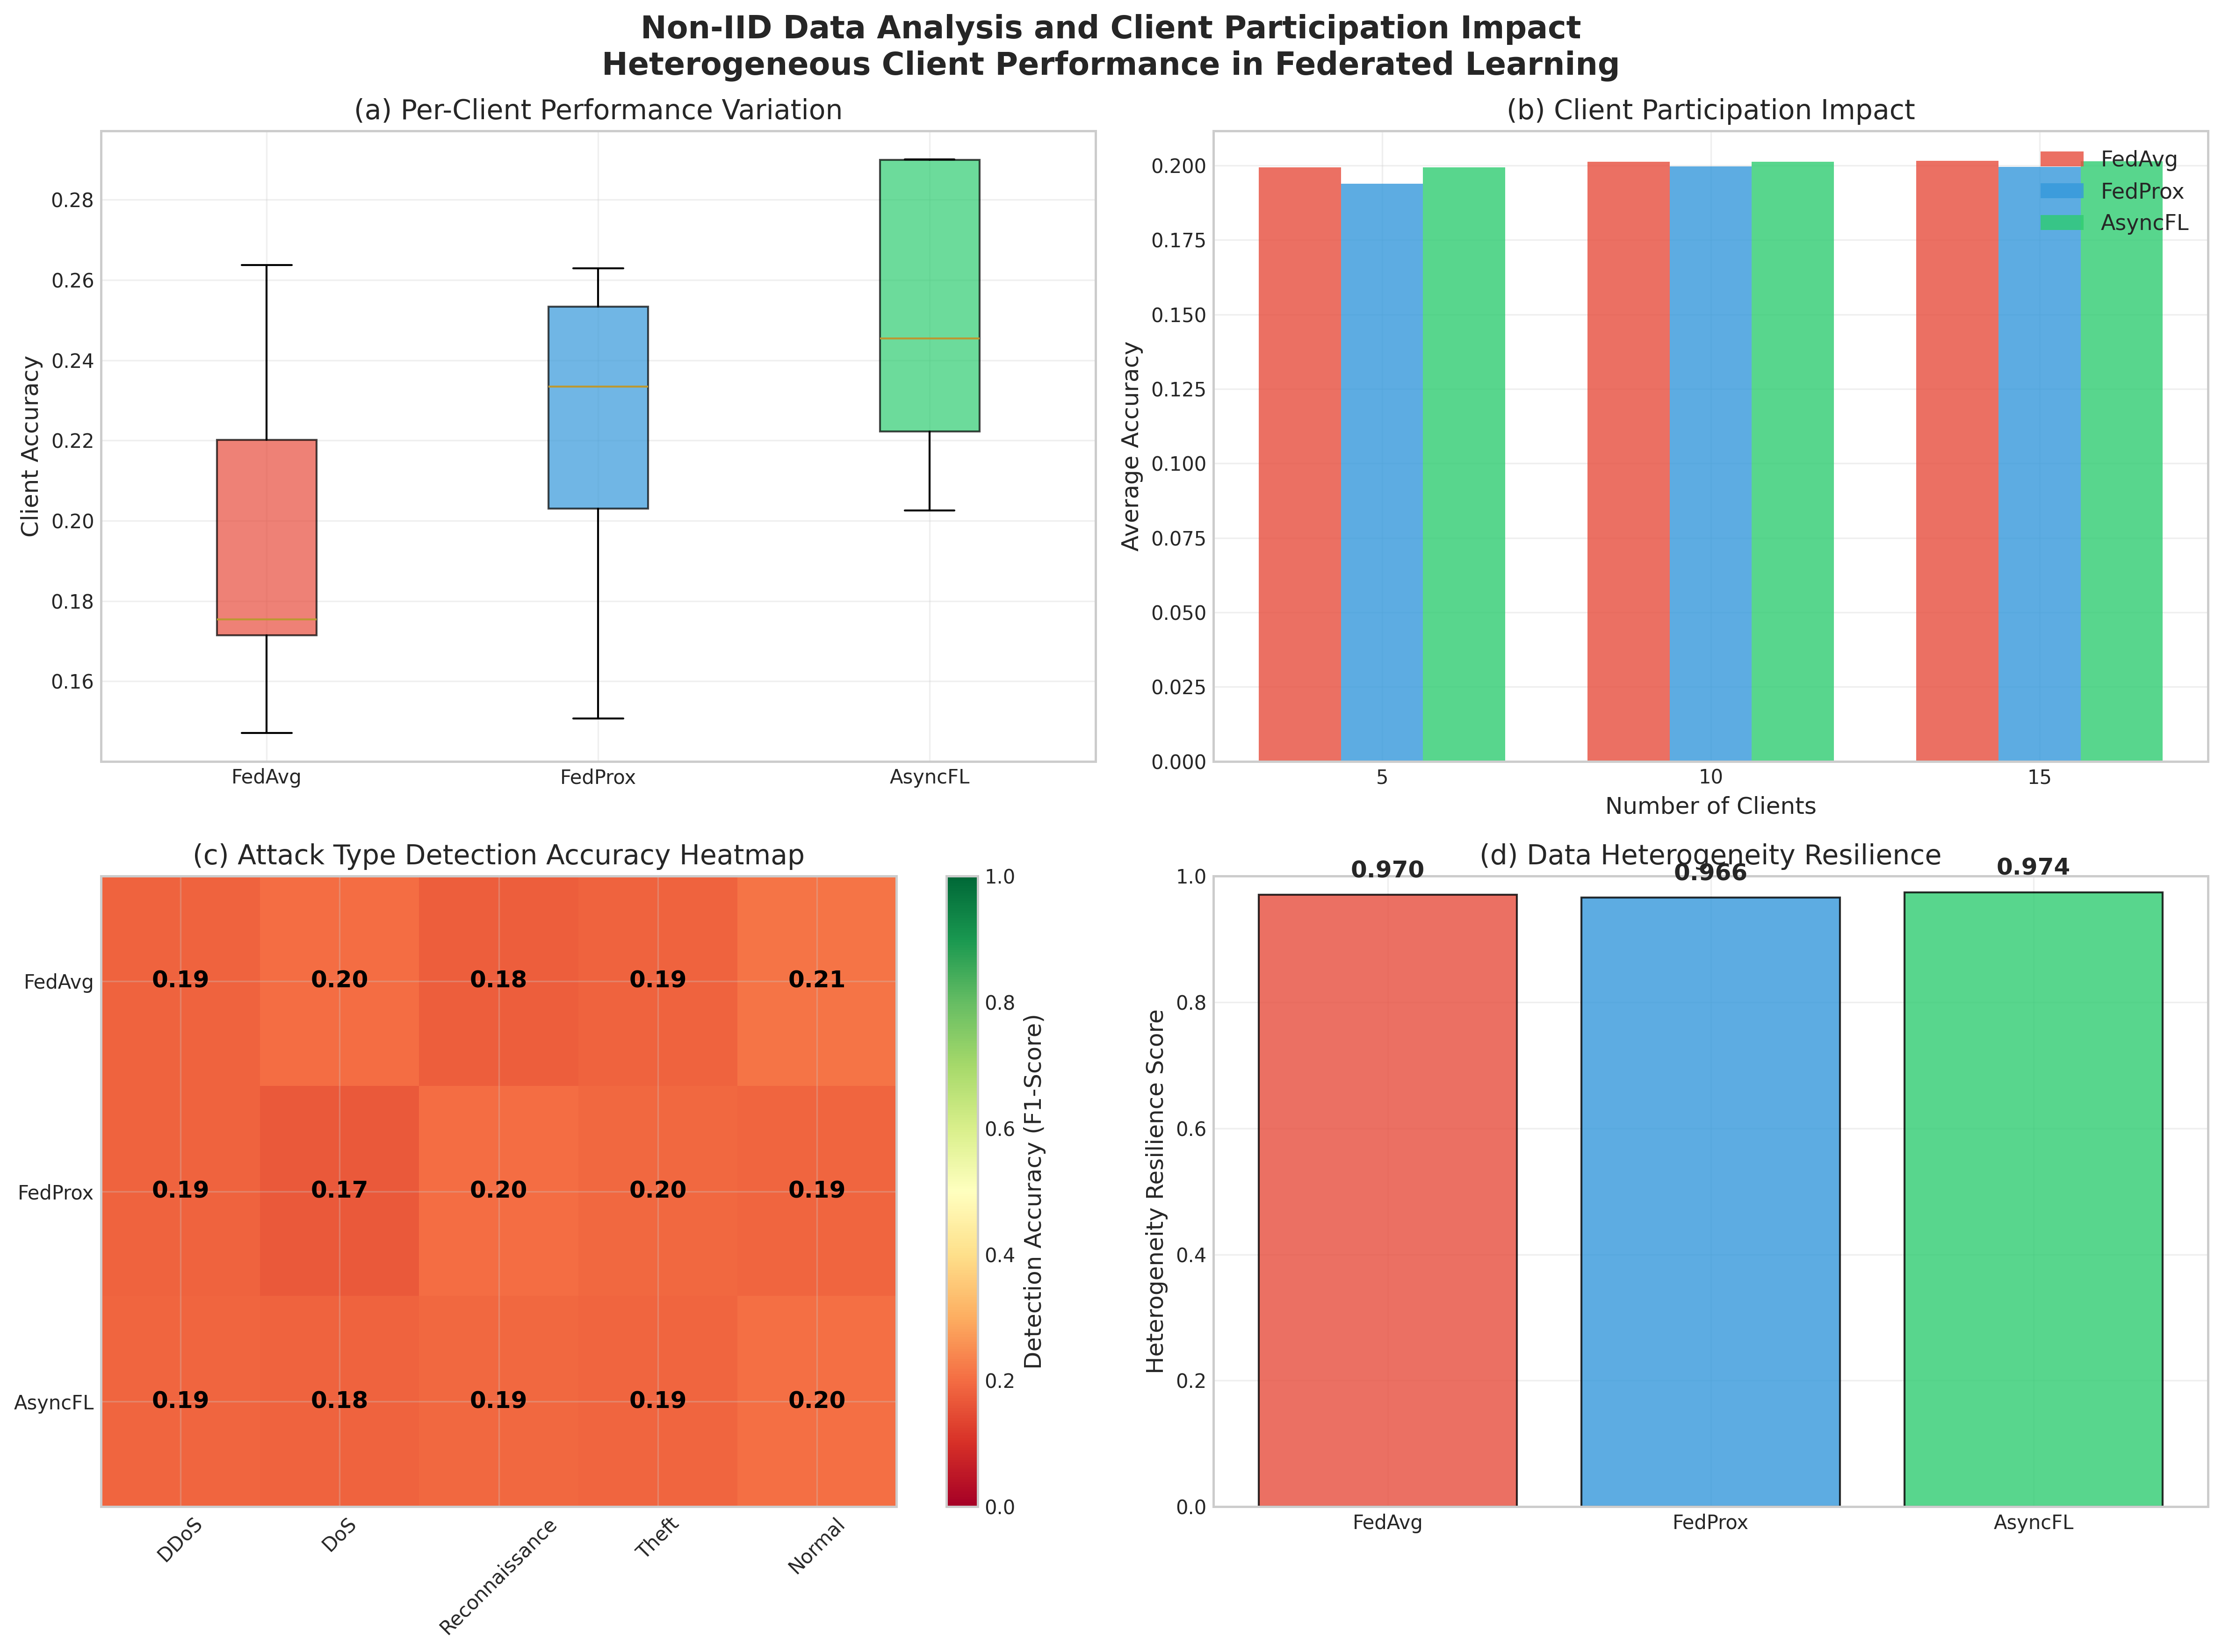 Non-IID Data Analysis and Client Participation Impact
Heterogeneous Client Performance in Federated Learning
(a) Per-Client Performance Variation
Client Accuracy
0.28
0.26
0.24
0.22
0.20
0.18
0.16
FedAvg
FedProx
AsyncFL
(b) Client Participation Impact
Average Accuracy
0.200
0.175
0.150
0.125
0.100
0.075
0.050
0.025
0.000
FedAvg
FedProx
AsyncFL
5
10
15
Number of Clients
(c) Attack Type Detection Accuracy Heatmap
FedAvg 0.19 0.20 0.18 0.19 0.21
FedProx 0.19 0.17 0.20 0.20 0.19
AsyncFL 0.19 0.18 0.19 0.19 0.20
DDoS
DoS
Reconnaissance
Theft
Normal
1.0
0.8
0.6
0.4
0.2
0.0
Detection Accuracy (F1-Score)
(d) Data Heterogeneity Resilience
Heterogeneity Resilience Score
1.0
0.8
0.6
0.4
0.2
0.0
0.970
0.966
0.974
FedAvg
FedProx
AsyncFL